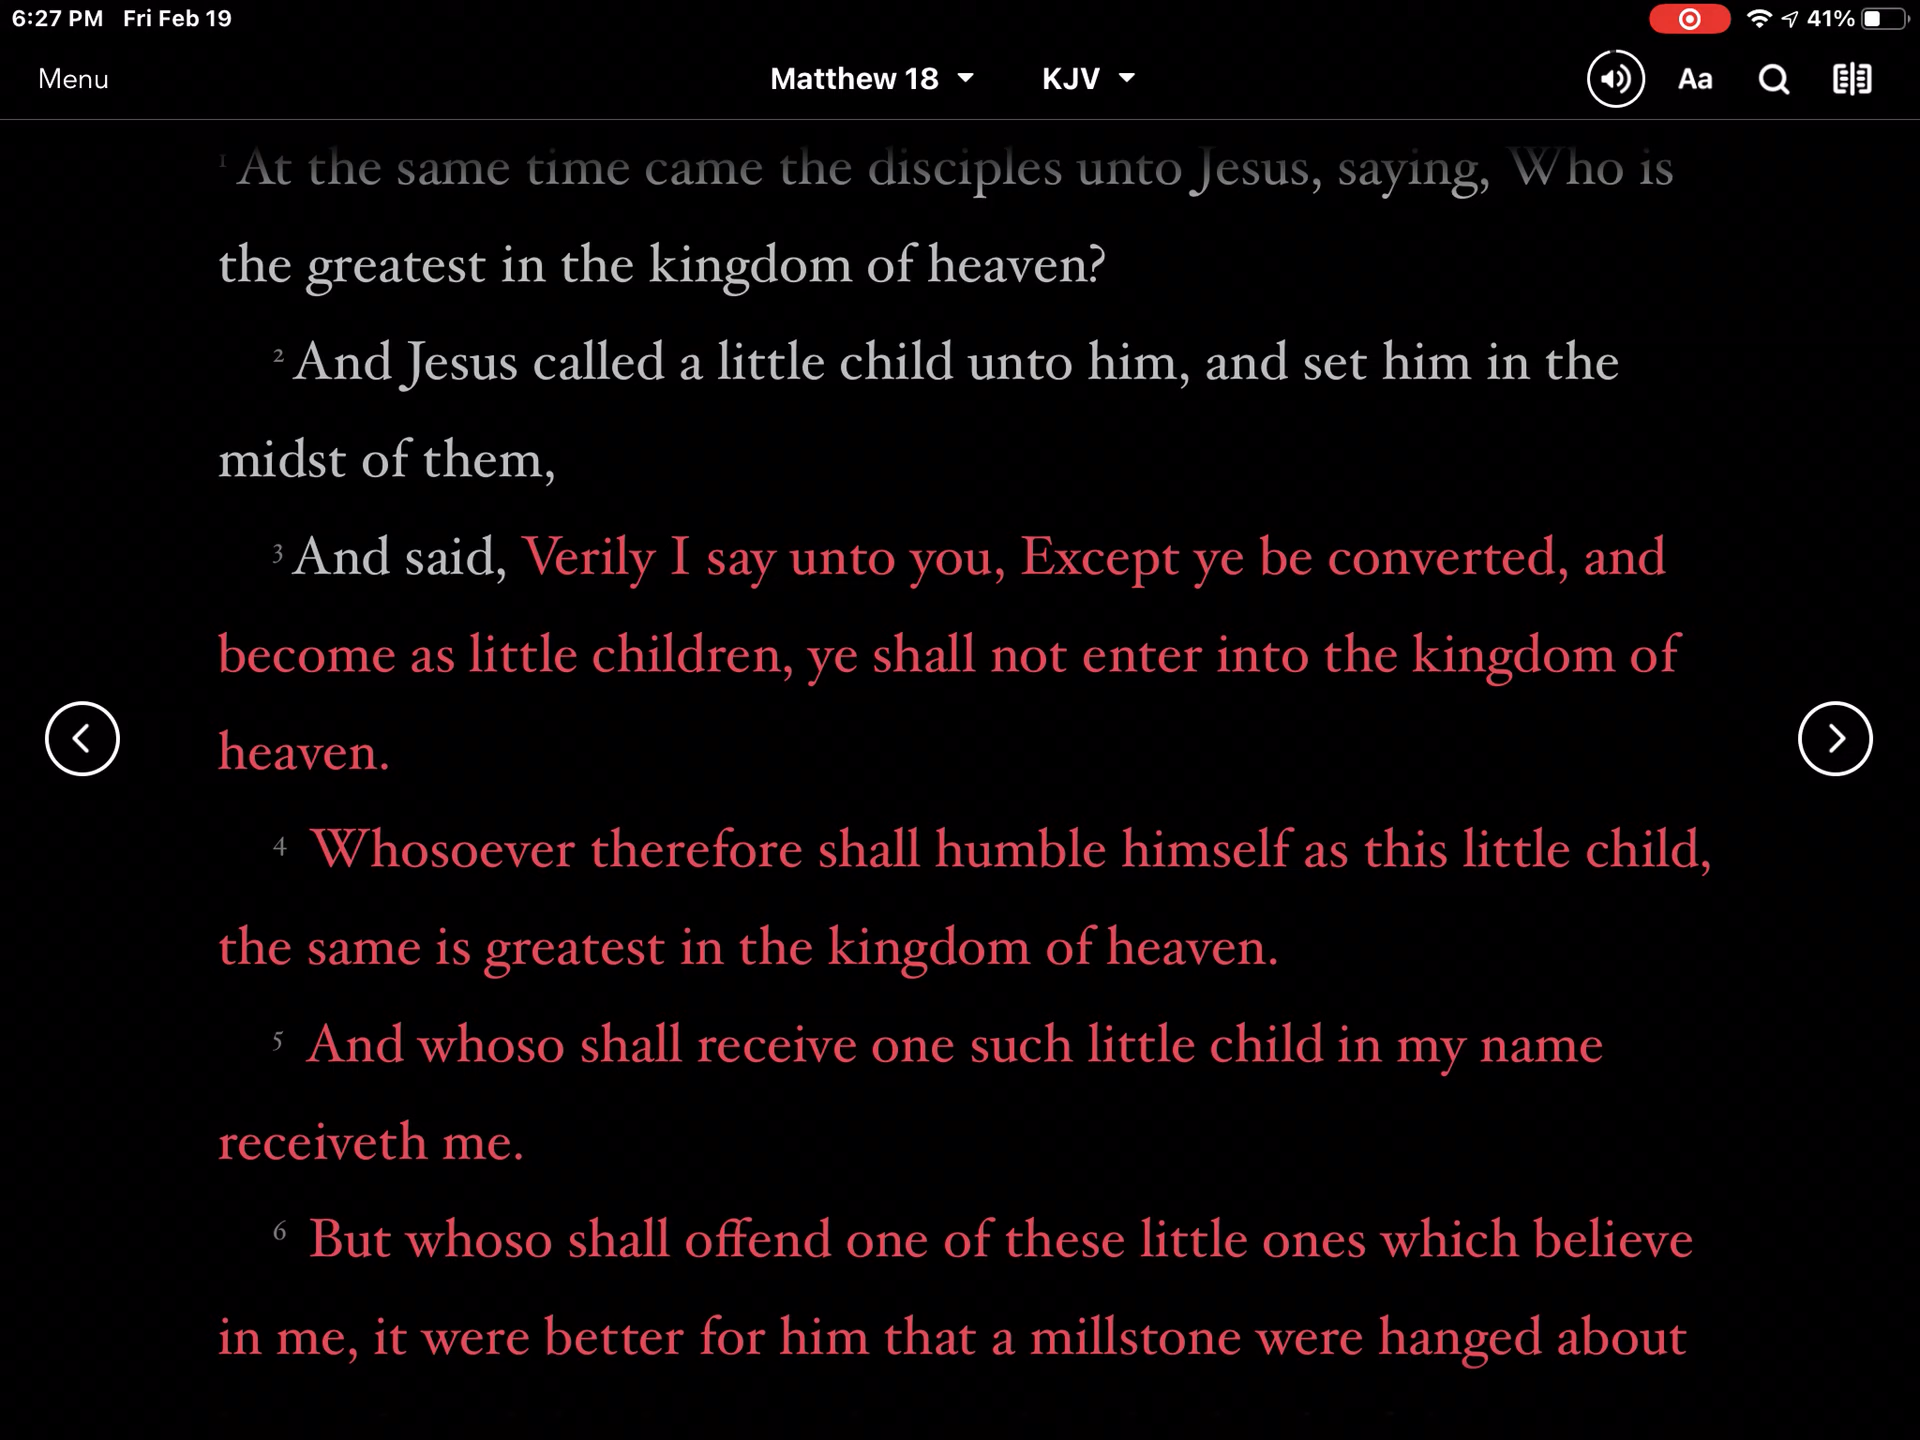 6:27 PM Fri Feb 19 41%
Menu Matthew 18 KJV Aa
1 At the same time came the disciples unto Jesus, saying, Who is
the greatest in the kingdom of heaven?
2 And Jesus called a little child unto him, and set him in the
midst of them,
3 And said, Verily I say unto you, Except ye be converted, and
become as little children, ye shall not enter into the kingdom of
heaven.
4 Whosoever therefore shall humble himself as this little child,
the same is greatest in the kingdom of heaven.
5 And whoso shall receive one such little child in my name
receiveth me.
6 But whoso shall offend one of these little ones which believe
in me, it were better for him that a millstone were hanged about